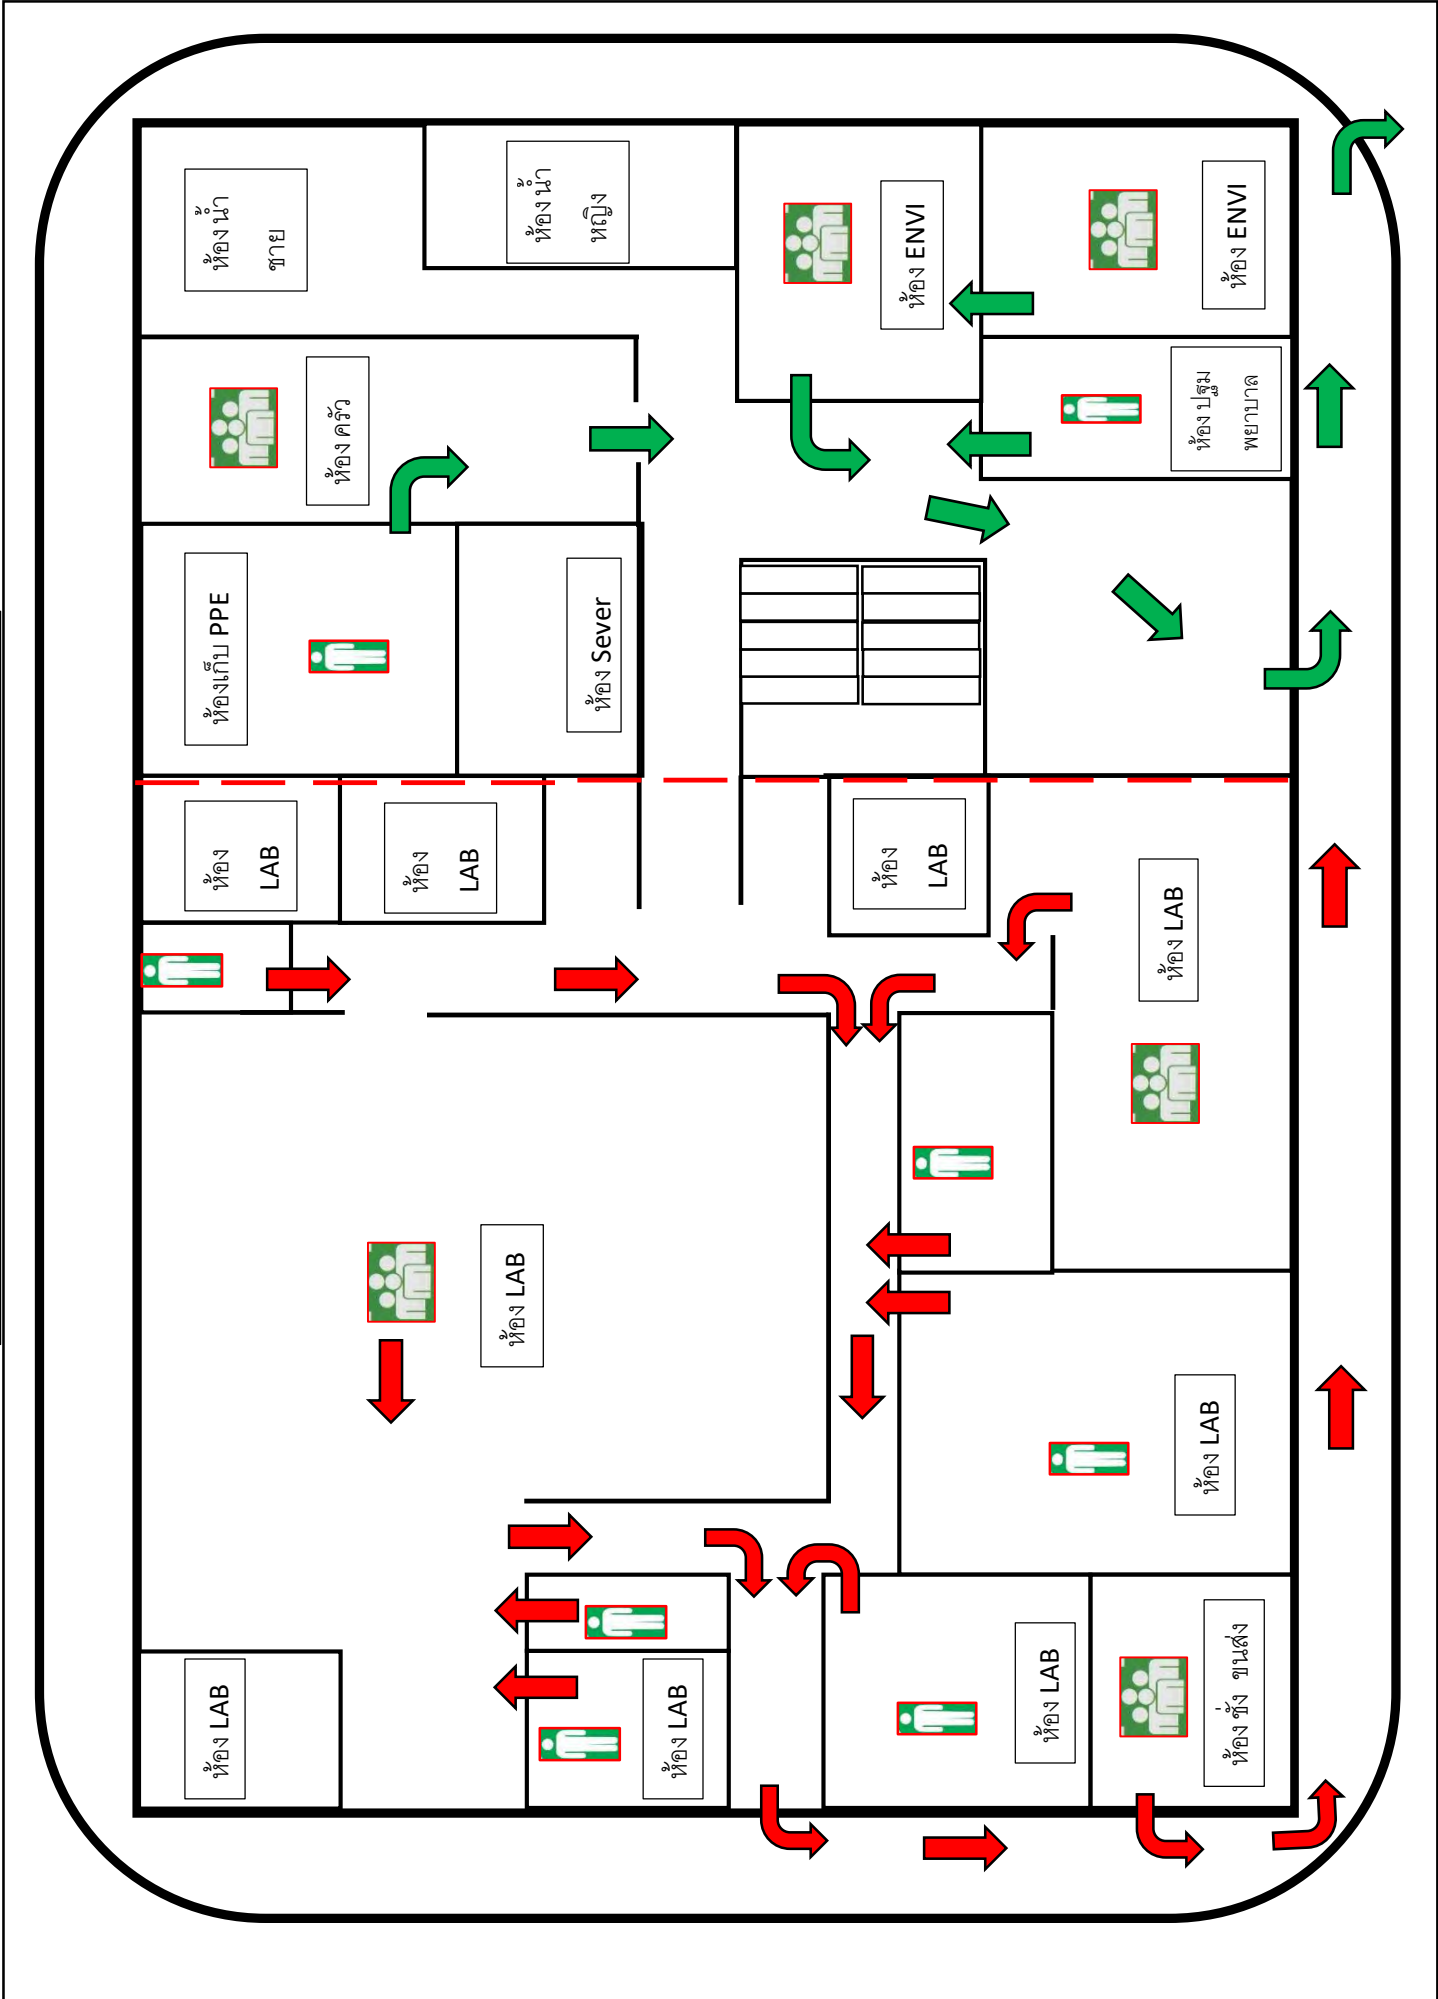 ห้องน้ำ
ชาย
ห้องน้ำ
หญิง
ห้อง ENVI
ห้อง ENVI
ห้อง ครัว
ห้อง ปฐม
พยาบาล
ห้องเก็บ PPE
ห้อง Sever
ห้อง
LAB
ห้อง
LAB
ห้อง
LAB
ห้อง LAB
ห้อง LAB
ห้อง LAB
ห้อง LAB
ห้อง LAB
ห้อง LAB
ห้อง ชั่ง ขนส่ง